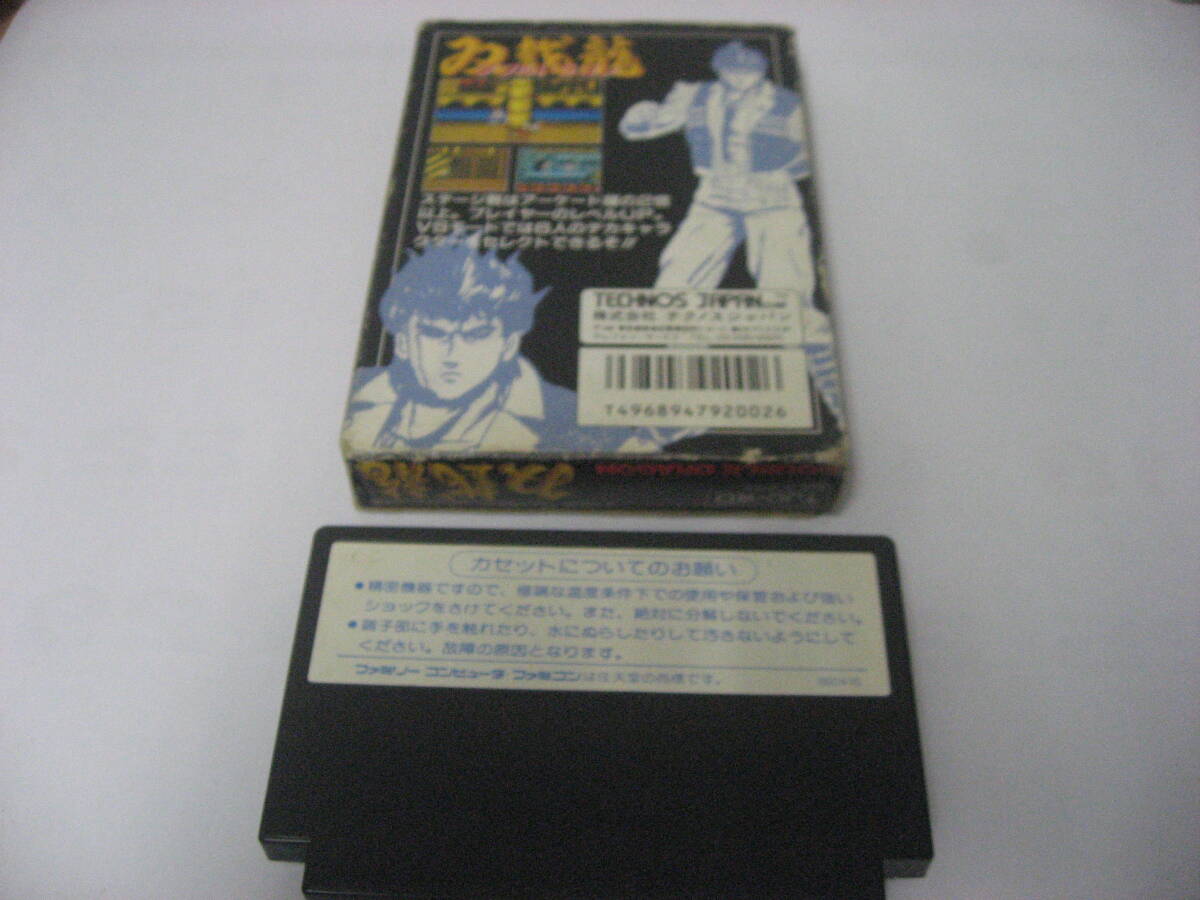 双截龍
ステージ数はアーケード版の
以上。プレイヤーのレベルUP。
VSモードでは8人のデカキャラ
セレクトできるぞ!!
TECHNOS JAPAN
株式会社 テクノスジャパン
T4968947920026
双截龍
DOUBLE DRAGON
カセットについてのお願い
●精密機器ですので、極端な温度条件下での使用や保管および強い
ショックをさけてください。また、絶対に分解しないでください。
●端子部に手を触れたり、水にぬらしたりして汚さないようにして
ください。故障の原因となります。
ファミリーコンピュータ・ファミコンは任天堂の商標です。